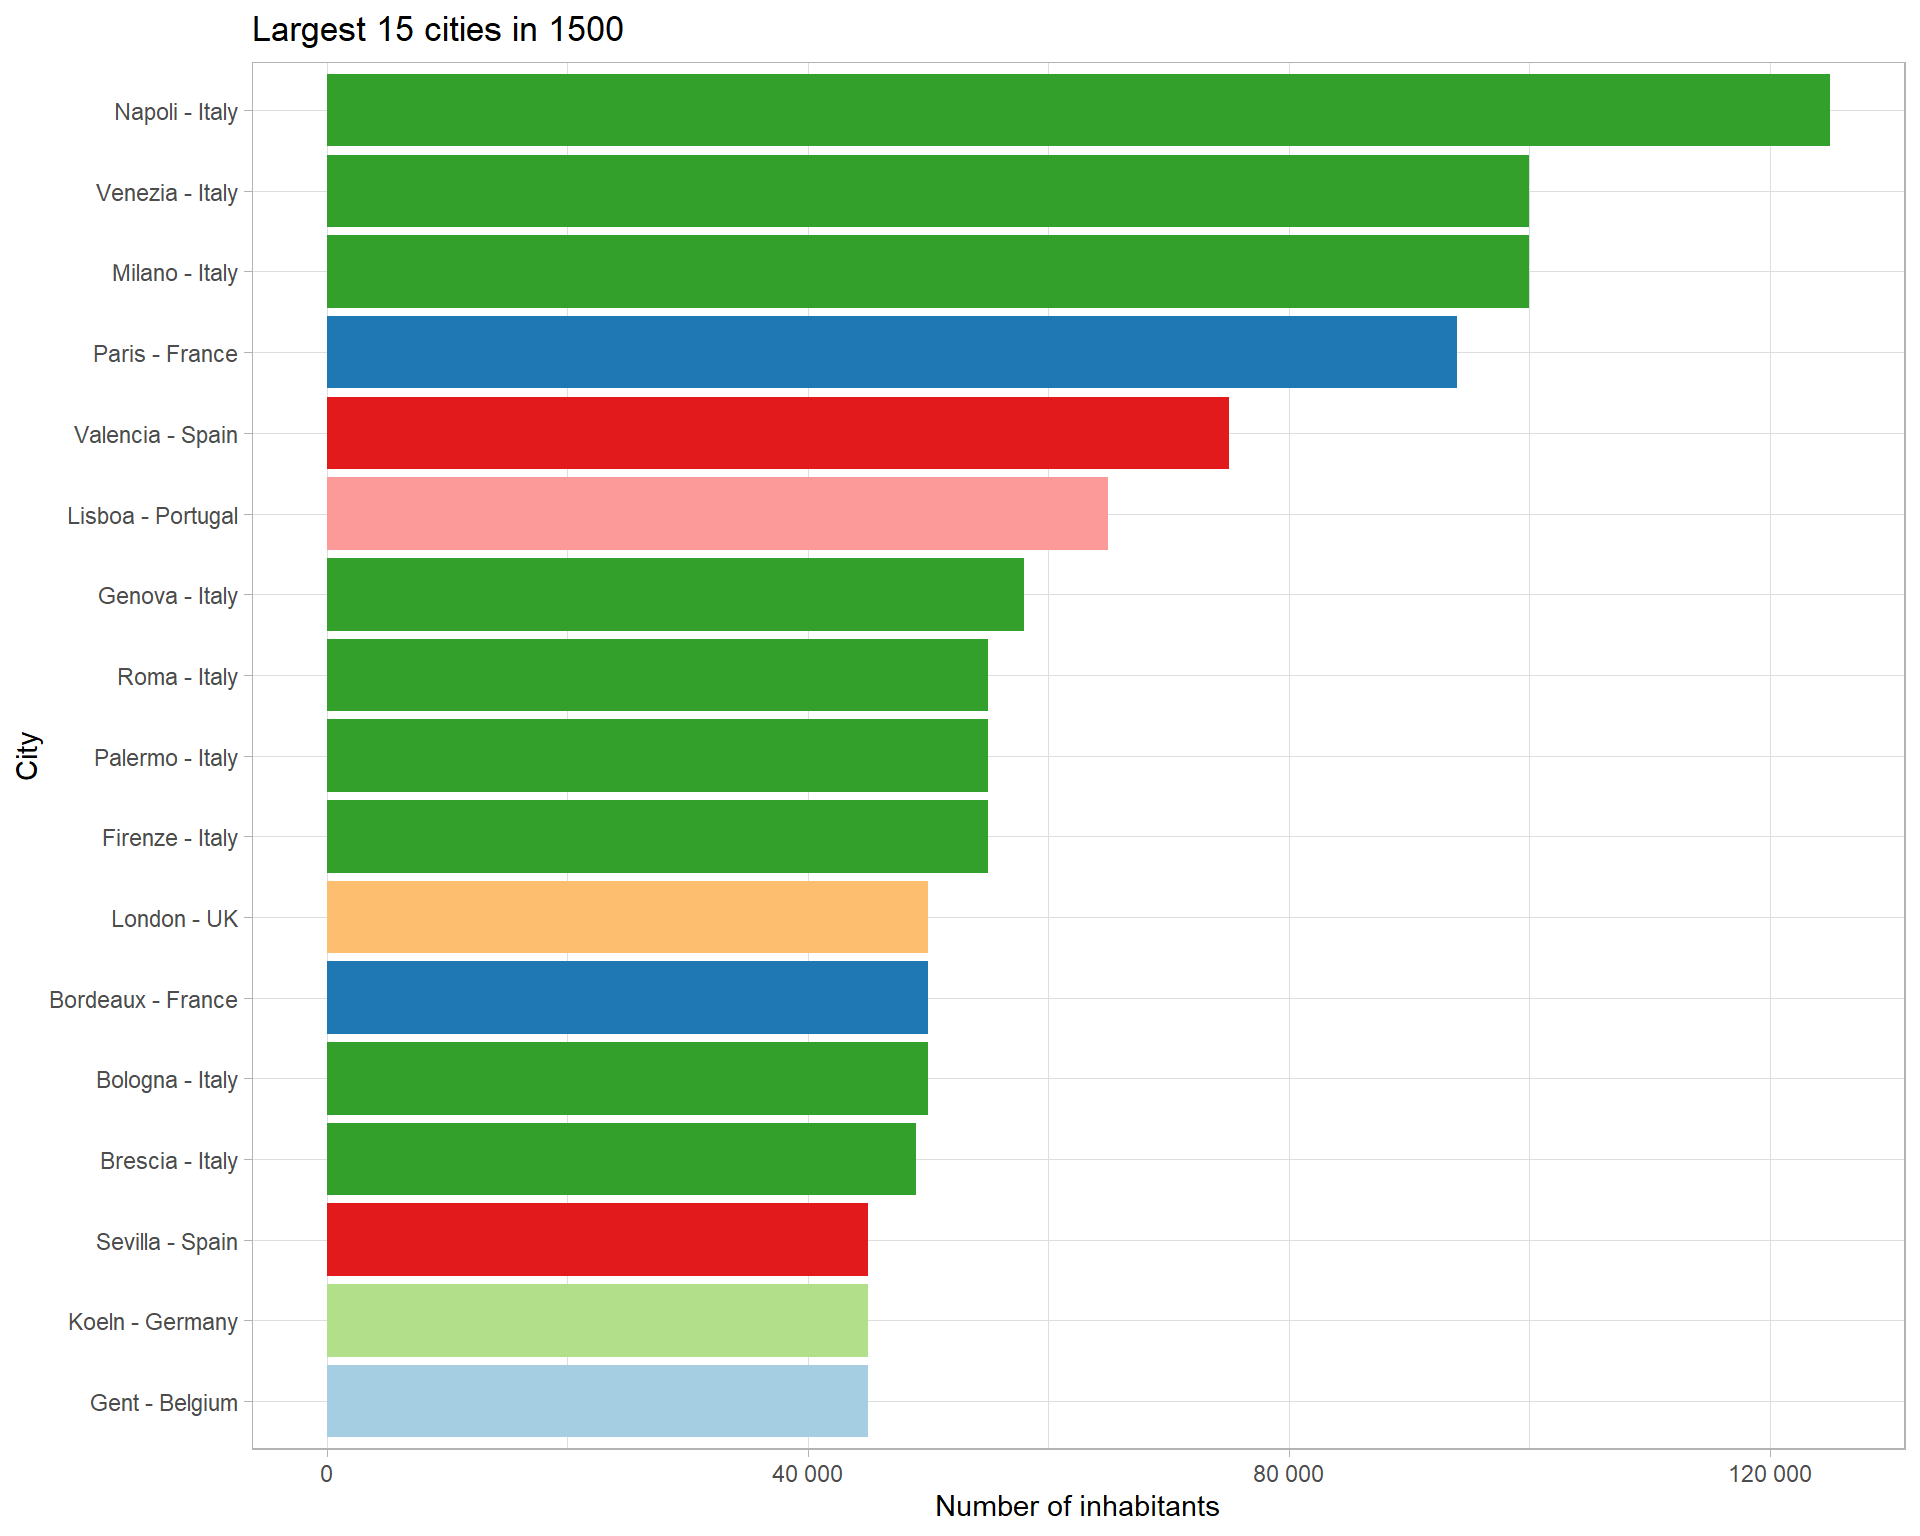 Largest 15 cities in 1500
Napoli - Italy
Venezia - Italy
Milano - Italy
Paris - France
Valencia - Spain
Lisboa - Portugal
Genova - Italy
Roma - Italy
Palermo - Italy
Firenze - Italy
London - UK
Bordeaux - France
Bologna - Italy
Brescia - Italy
Sevilla - Spain
Koeln - Germany
Gent - Belgium
City
0 40 000 80 000 120 000
Number of inhabitants